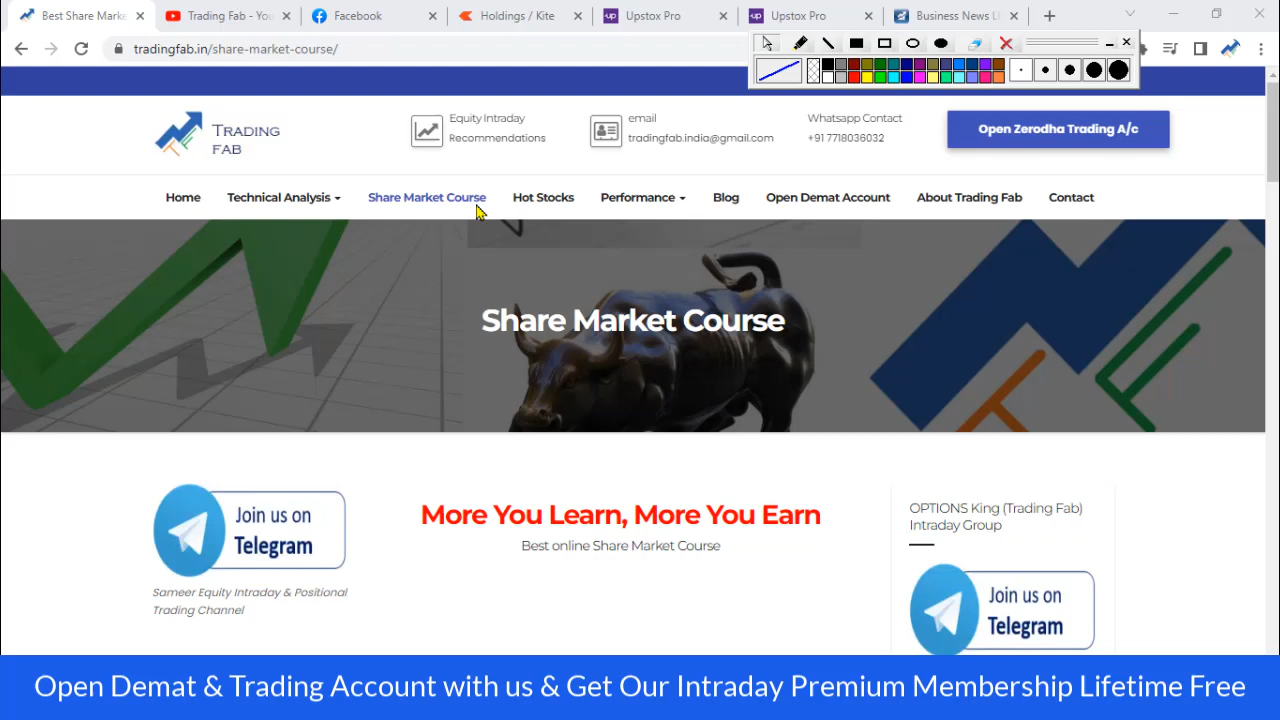 Best Share Marke
Trading Fab - You
Facebook
Holdings / Kite
Upstox Pro
Upstox Pro
Business News Li
tradingfab.in/share-market-course/
TRADING
FAB
Equity Intraday
Recommendations
email
tradingfab.india@gmail.com
Whatsapp Contact
+91 7718036032
Open Zerodha Trading A/c
Home
Technical Analysis
Share Market Course
Hot Stocks
Performance
Blog
Open Demat Account
About Trading Fab
Contact
Share Market Course
Join us on
Telegram
Sameer Equity Intraday & Positional
Trading Channel
More You Learn, More You Earn
Best online Share Market Course
OPTIONS King (Trading Fab)
Intraday Group
Join us on
Telegram
Open Demat & Trading Account with us & Get Our Intraday Premium Membership Lifetime Free